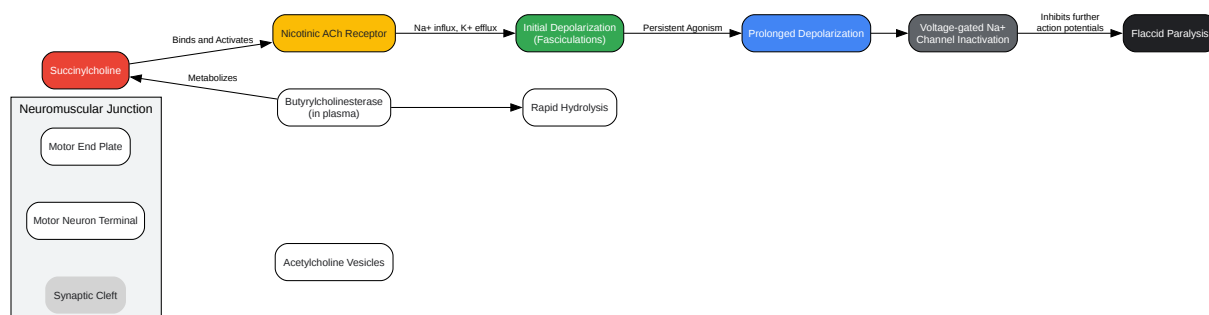 Succinylcholine
Binds and Activates
Nicotinic ACh Receptor
Na+ influx, K+ efflux
Initial Depolarization
(Fasciculations)
Persistent Agonism
Prolonged Depolarization
Voltage-gated Na+
Channel Inactivation
Inhibits further
action potentials
Flaccid Paralysis
Metabolizes
Butyrylcholinesterase
(in plasma)
Rapid Hydrolysis
Neuromuscular Junction
Motor End Plate
Motor Neuron Terminal
Acetylcholine Vesicles
Synaptic Cleft